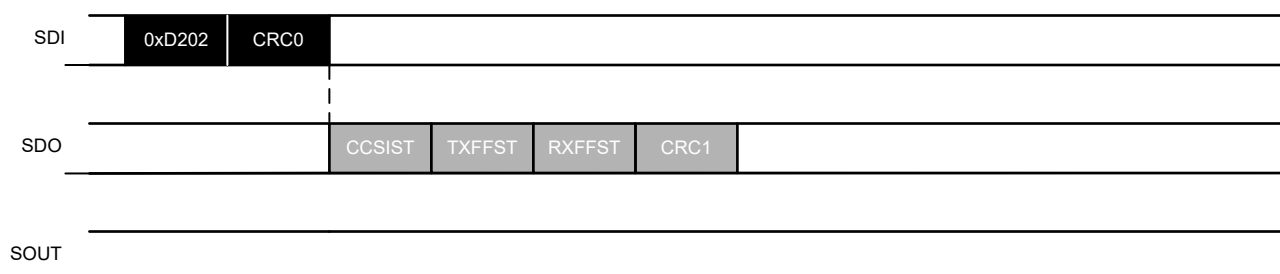 SDI 0xD202 CRC0
SDO CCSIST TXFFST RXFFST CRC1
SOUT